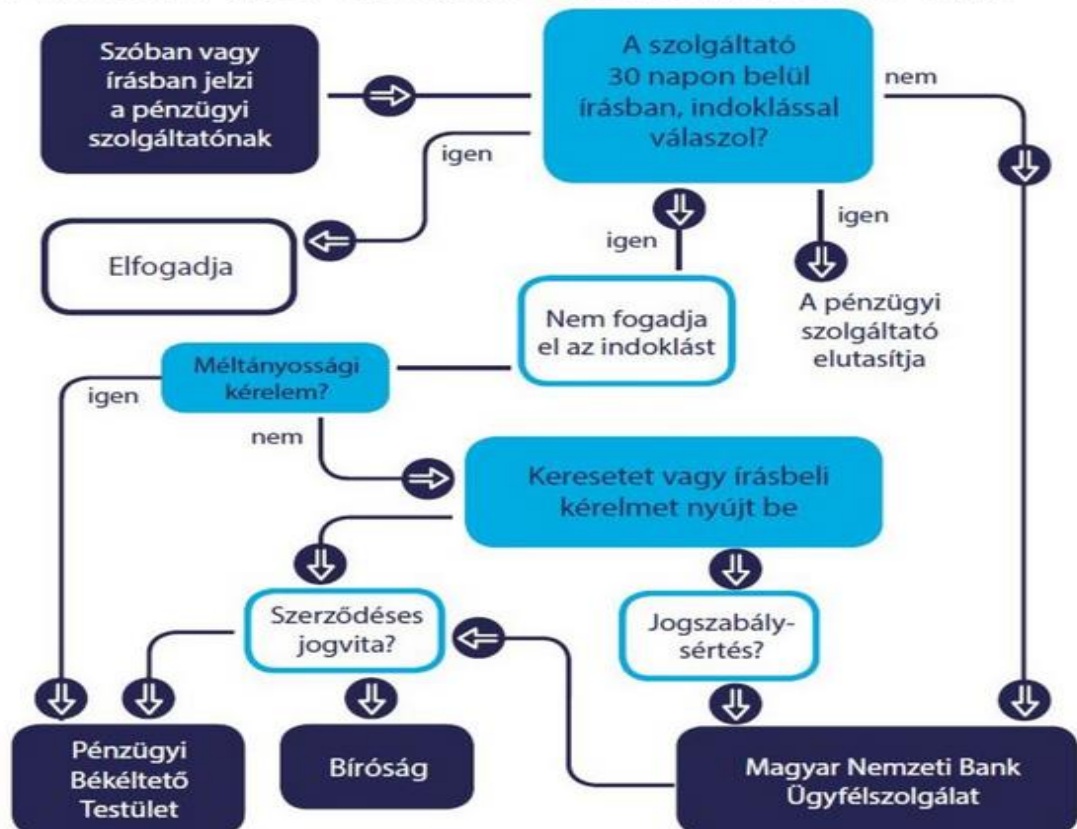 Szóban vagy
írásban jelzi
a pénzügyi
szolgáltatónak
A szolgáltató
30 napon belül
írásban, indoklással
válaszol?
nem
igen
igen
igen
Elfogadja
Nem fogadja
el az indoklást
A pénzügyi
szolgáltató
elutasítja
Méltányossági
kérelem?
igen
nem
Keresetet vagy írásbeli
kérelmet nyújt be
Szerződéses
jogvita?
Jogszabály-
sértés?
Pénzügyi
Békéltető
Testület
Bíróság
Magyar Nemzeti Bank
Ügyfélszolgálat